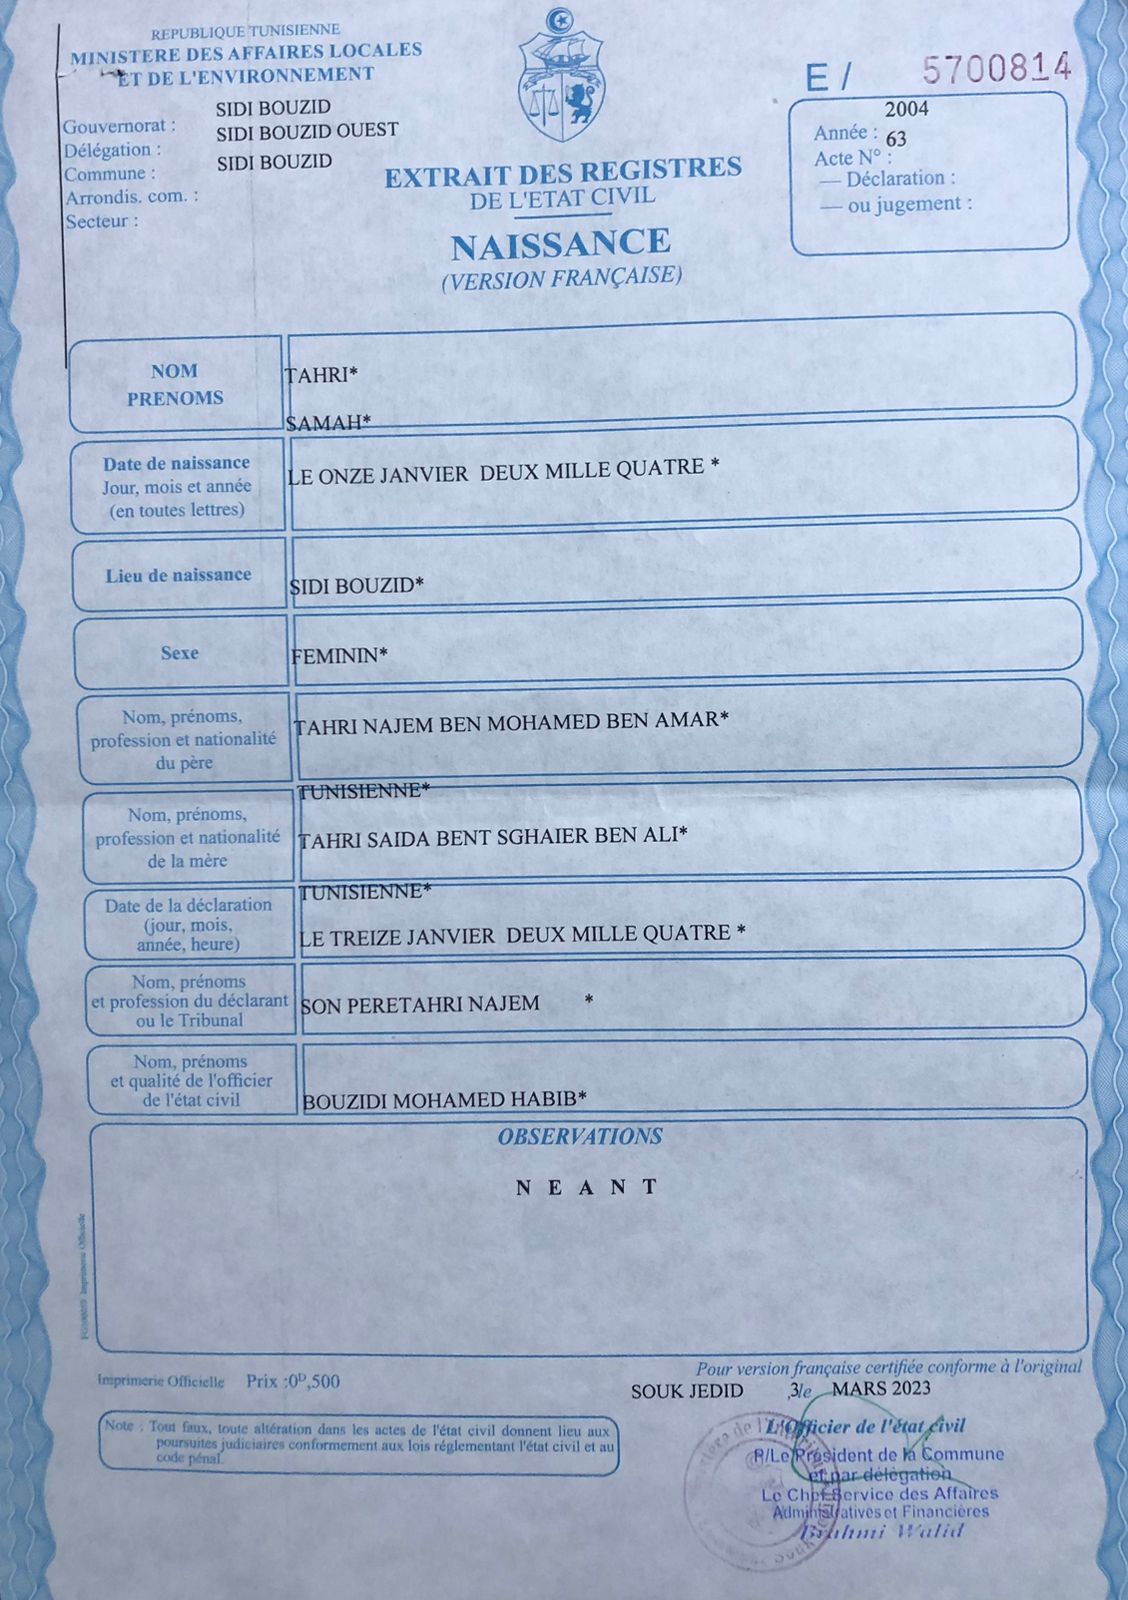 REPUBLIQUE TUNISIENNE
MINISTERE DES AFFAIRES LOCALES
ET DE L'ENVIRONNEMENT
Gouvernorat : SIDI BOUZID
Délégation : SIDI BOUZID OUEST
Commune : SIDI BOUZID
Arrondis. com. :
Secteur :
EXTRAIT DES REGISTRES
DE L'ETAT CIVIL
NAISSANCE
(VERSION FRANÇAISE)
E / 5700814
Année : 2004
Acte N° : 63
— Déclaration :
— ou jugement :
NOM
PRENOMS
TAHRI*
SAMAH*
Date de naissance
Jour, mois et année
(en toutes lettres)
LE ONZE JANVIER DEUX MILLE QUATRE *
Lieu de naissance
SIDI BOUZID*
Sexe
FEMININ*
Nom, prénoms,
profession et nationalité
du père
TAHRI NAJEM BEN MOHAMED BEN AMAR*
TUNISIENNE*
Nom, prénoms,
profession et nationalité
de la mère
TAHRI SAIDA BENT SGHAIER BEN ALI*
TUNISIENNE*
Date de la déclaration
(jour, mois,
année, heure)
LE TREIZE JANVIER DEUX MILLE QUATRE *
Nom, prénoms
et profession du déclarant
ou le Tribunal
SON PERETAHRI NAJEM *
Nom, prénoms
et qualité de l'officier
de l'état civil
BOUZIDI MOHAMED HABIB*
OBSERVATIONS
N E A N T
Imprimerie Officielle
Imprimerie Officielle Prix :0ᴰ,500
Pour version française certifiée conforme à l'original
SOUK JEDID ,3le MARS 2023
Note : Tout faux, toute altération dans les actes de l'état civil donnent lieu aux
poursuites judiciaires conformement aux lois réglementant l'état civil et au
code pénal.
L'Officier de l'état civil
P/Le Président de la Commune
et par délégation
Le Chef Service des Affaires
Administratives et Financières
Brahmi Walid